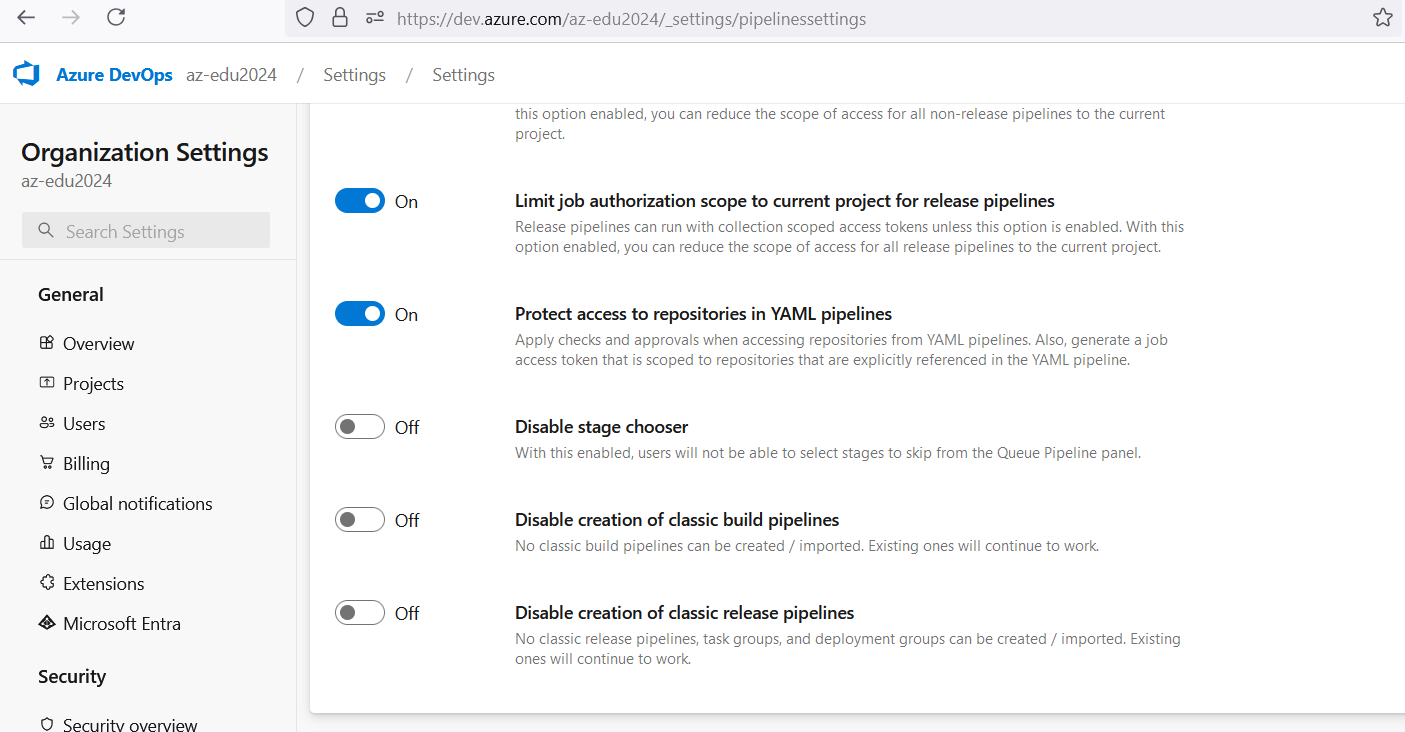 https://dev.azure.com/az-edu2024/_settings/pipelinessettings
Azure DevOps az-edu2024 / Settings / Settings
Organization Settings
az-edu2024
Search Settings
General
Overview
Projects
Users
Billing
Global notifications
Usage
Extensions
Microsoft Entra
Security
Security overview
this option enabled, you can reduce the scope of access for all non-release pipelines to the current
project.
On
Limit job authorization scope to current project for release pipelines
Release pipelines can run with collection scoped access tokens unless this option is enabled. With this
option enabled, you can reduce the scope of access for all release pipelines to the current project.
On
Protect access to repositories in YAML pipelines
Apply checks and approvals when accessing repositories from YAML pipelines. Also, generate a job
access token that is scoped to repositories that are explicitly referenced in the YAML pipeline.
Off
Disable stage chooser
With this enabled, users will not be able to select stages to skip from the Queue Pipeline panel.
Off
Disable creation of classic build pipelines
No classic build pipelines can be created / imported. Existing ones will continue to work.
Off
Disable creation of classic release pipelines
No classic release pipelines, task groups, and deployment groups can be created / imported. Existing
ones will continue to work.